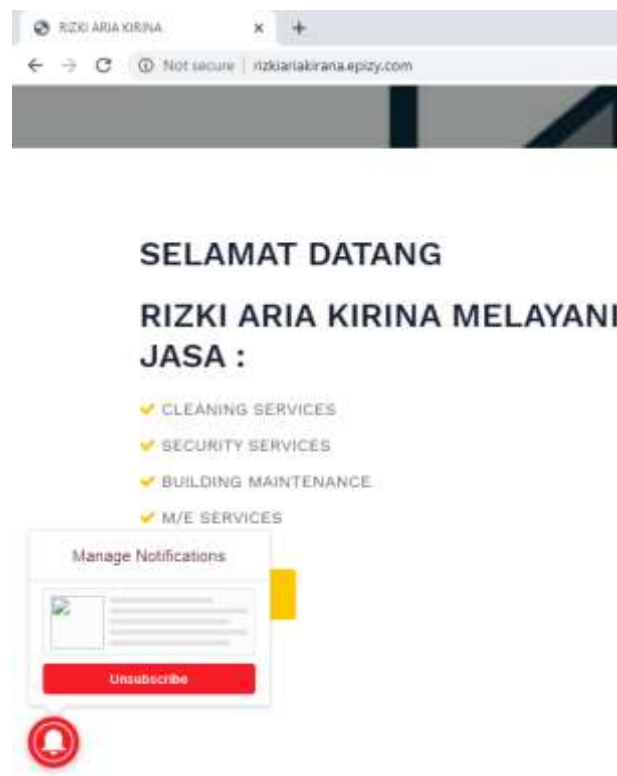 RIZKI ARIA KIRINA
Not secure | rizkiariakirana.epizy.com
SELAMAT DATANG
RIZKI ARIA KIRINA MELAYANI
JASA :
CLEANING SERVICES
SECURITY SERVICES
BUILDING MAINTENANCE
M/E SERVICES
Manage Notifications
Unsubscribe